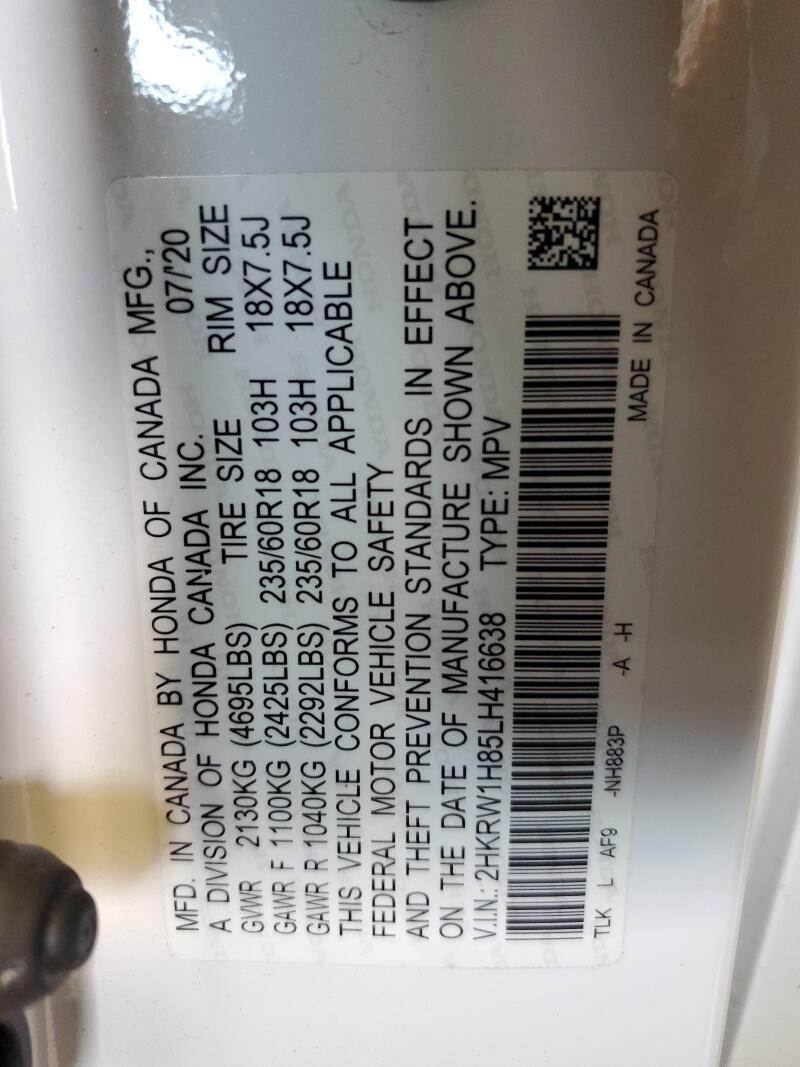 MFD. IN CANADA BY HONDA OF CANADA MFG.,
A DIVISION OF HONDA CANADA INC. 07/'20
GVWR 2130KG (4695LBS) TIRE SIZE RIM SIZE
GAWR F 1100KG (2425LBS) 235/60R18 103H 18X7.5J
GAWR R 1040KG (2292LBS) 235/60R18 103H 18X7.5J
THIS VEHICLE CONFORMS TO ALL APPLICABLE
FEDERAL MOTOR VEHICLE SAFETY
AND THEFT PREVENTION STANDARDS IN EFFECT
ON THE DATE OF MANUFACTURE SHOWN ABOVE.
V.I.N.: 2HKRW1H85LH416638 TYPE: MPV
TLK L AF9 -NH883P -A -H
MADE IN CANADA